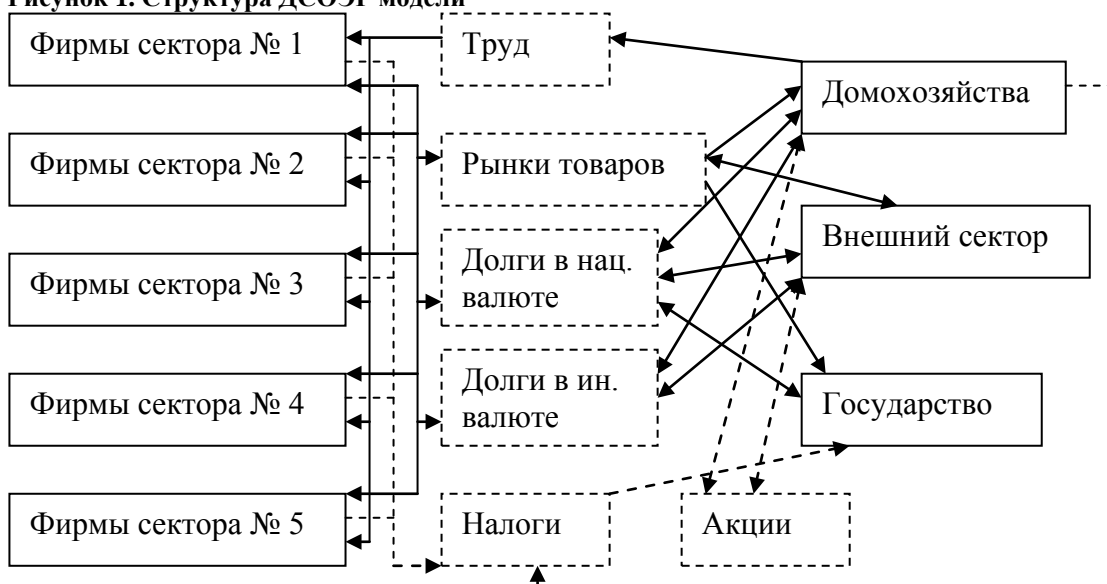 Рисунок 1. Структура ДСОЭР модели
Фирмы сектора № 1
Труд
Домохозяйства
Фирмы сектора № 2
Рынки товаров
Внешний сектор
Фирмы сектора № 3
Долги в нац.
валюте
Фирмы сектора № 4
Долги в ин.
валюте
Государство
Фирмы сектора № 5
Налоги
Акции